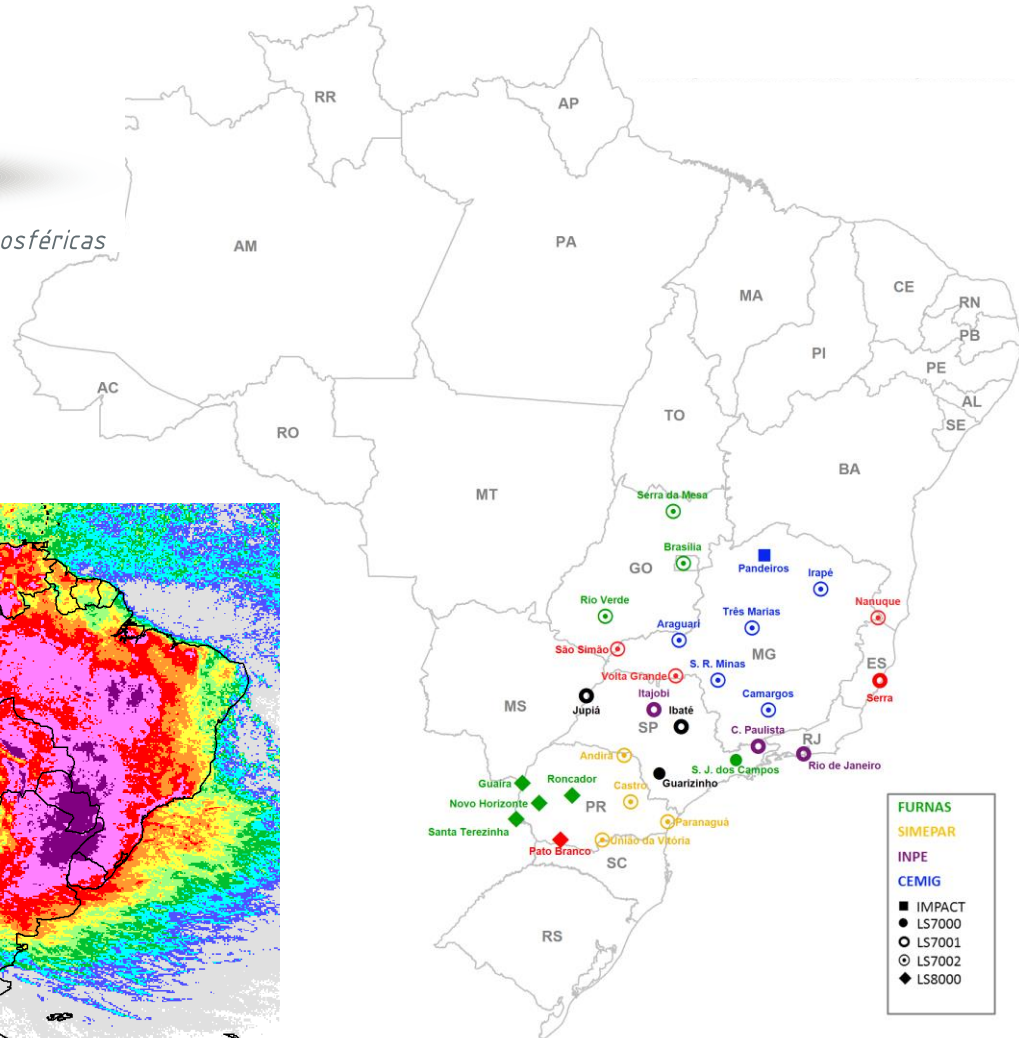 RR
AP
osféricas
AM
PA
MA
CE
RN
PB
PI
PE
AC
AL
TO
SE
RO
BA
MT
Serra da Mesa
Brasília
GO
Pandeiros
Irapé
Rio Verde
Nanuque
Três Marias
Araguari
São Simão
MG
S. R. Minas
ES
Volta Grande
Itajobi
Serra
Camargos
MS
Jupiá
Ibaté
SP
C. Paulista
RJ
Andirá
Rio de Janeiro
S. J. dos Campos
Guaíra
Roncador
Guarizinho
Castro
Novo Horizonte
PR
Paranaguá
Santa Terezinha
União da Vitória
Pato Branco
SC
RS
FURNAS
SIMEPAR
INPE
CEMIG
IMPACT
LS7000
LS7001
LS7002
LS8000